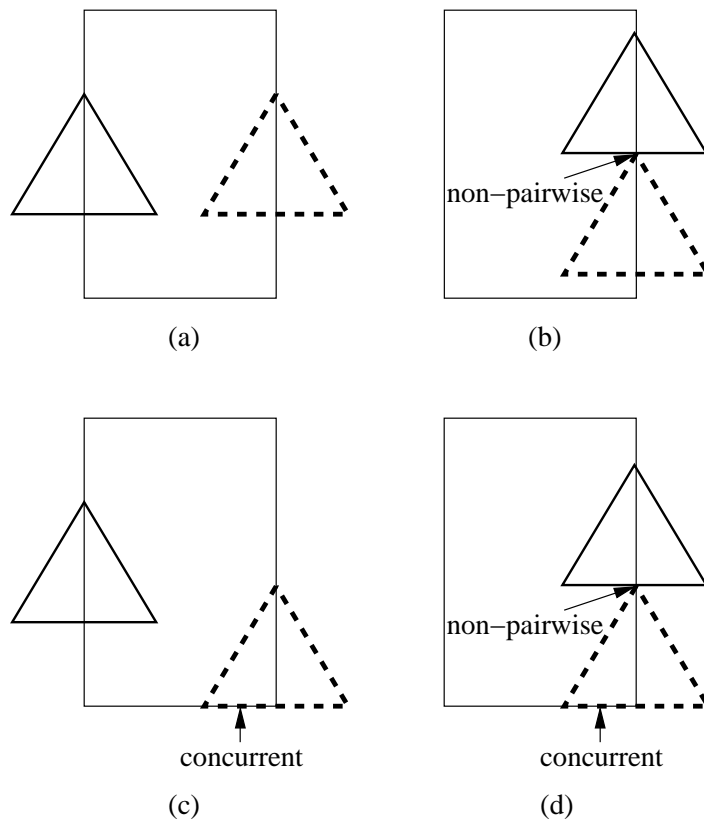 non−pairwise
(a)
(b)
non−pairwise
concurrent
concurrent
(c)
(d)